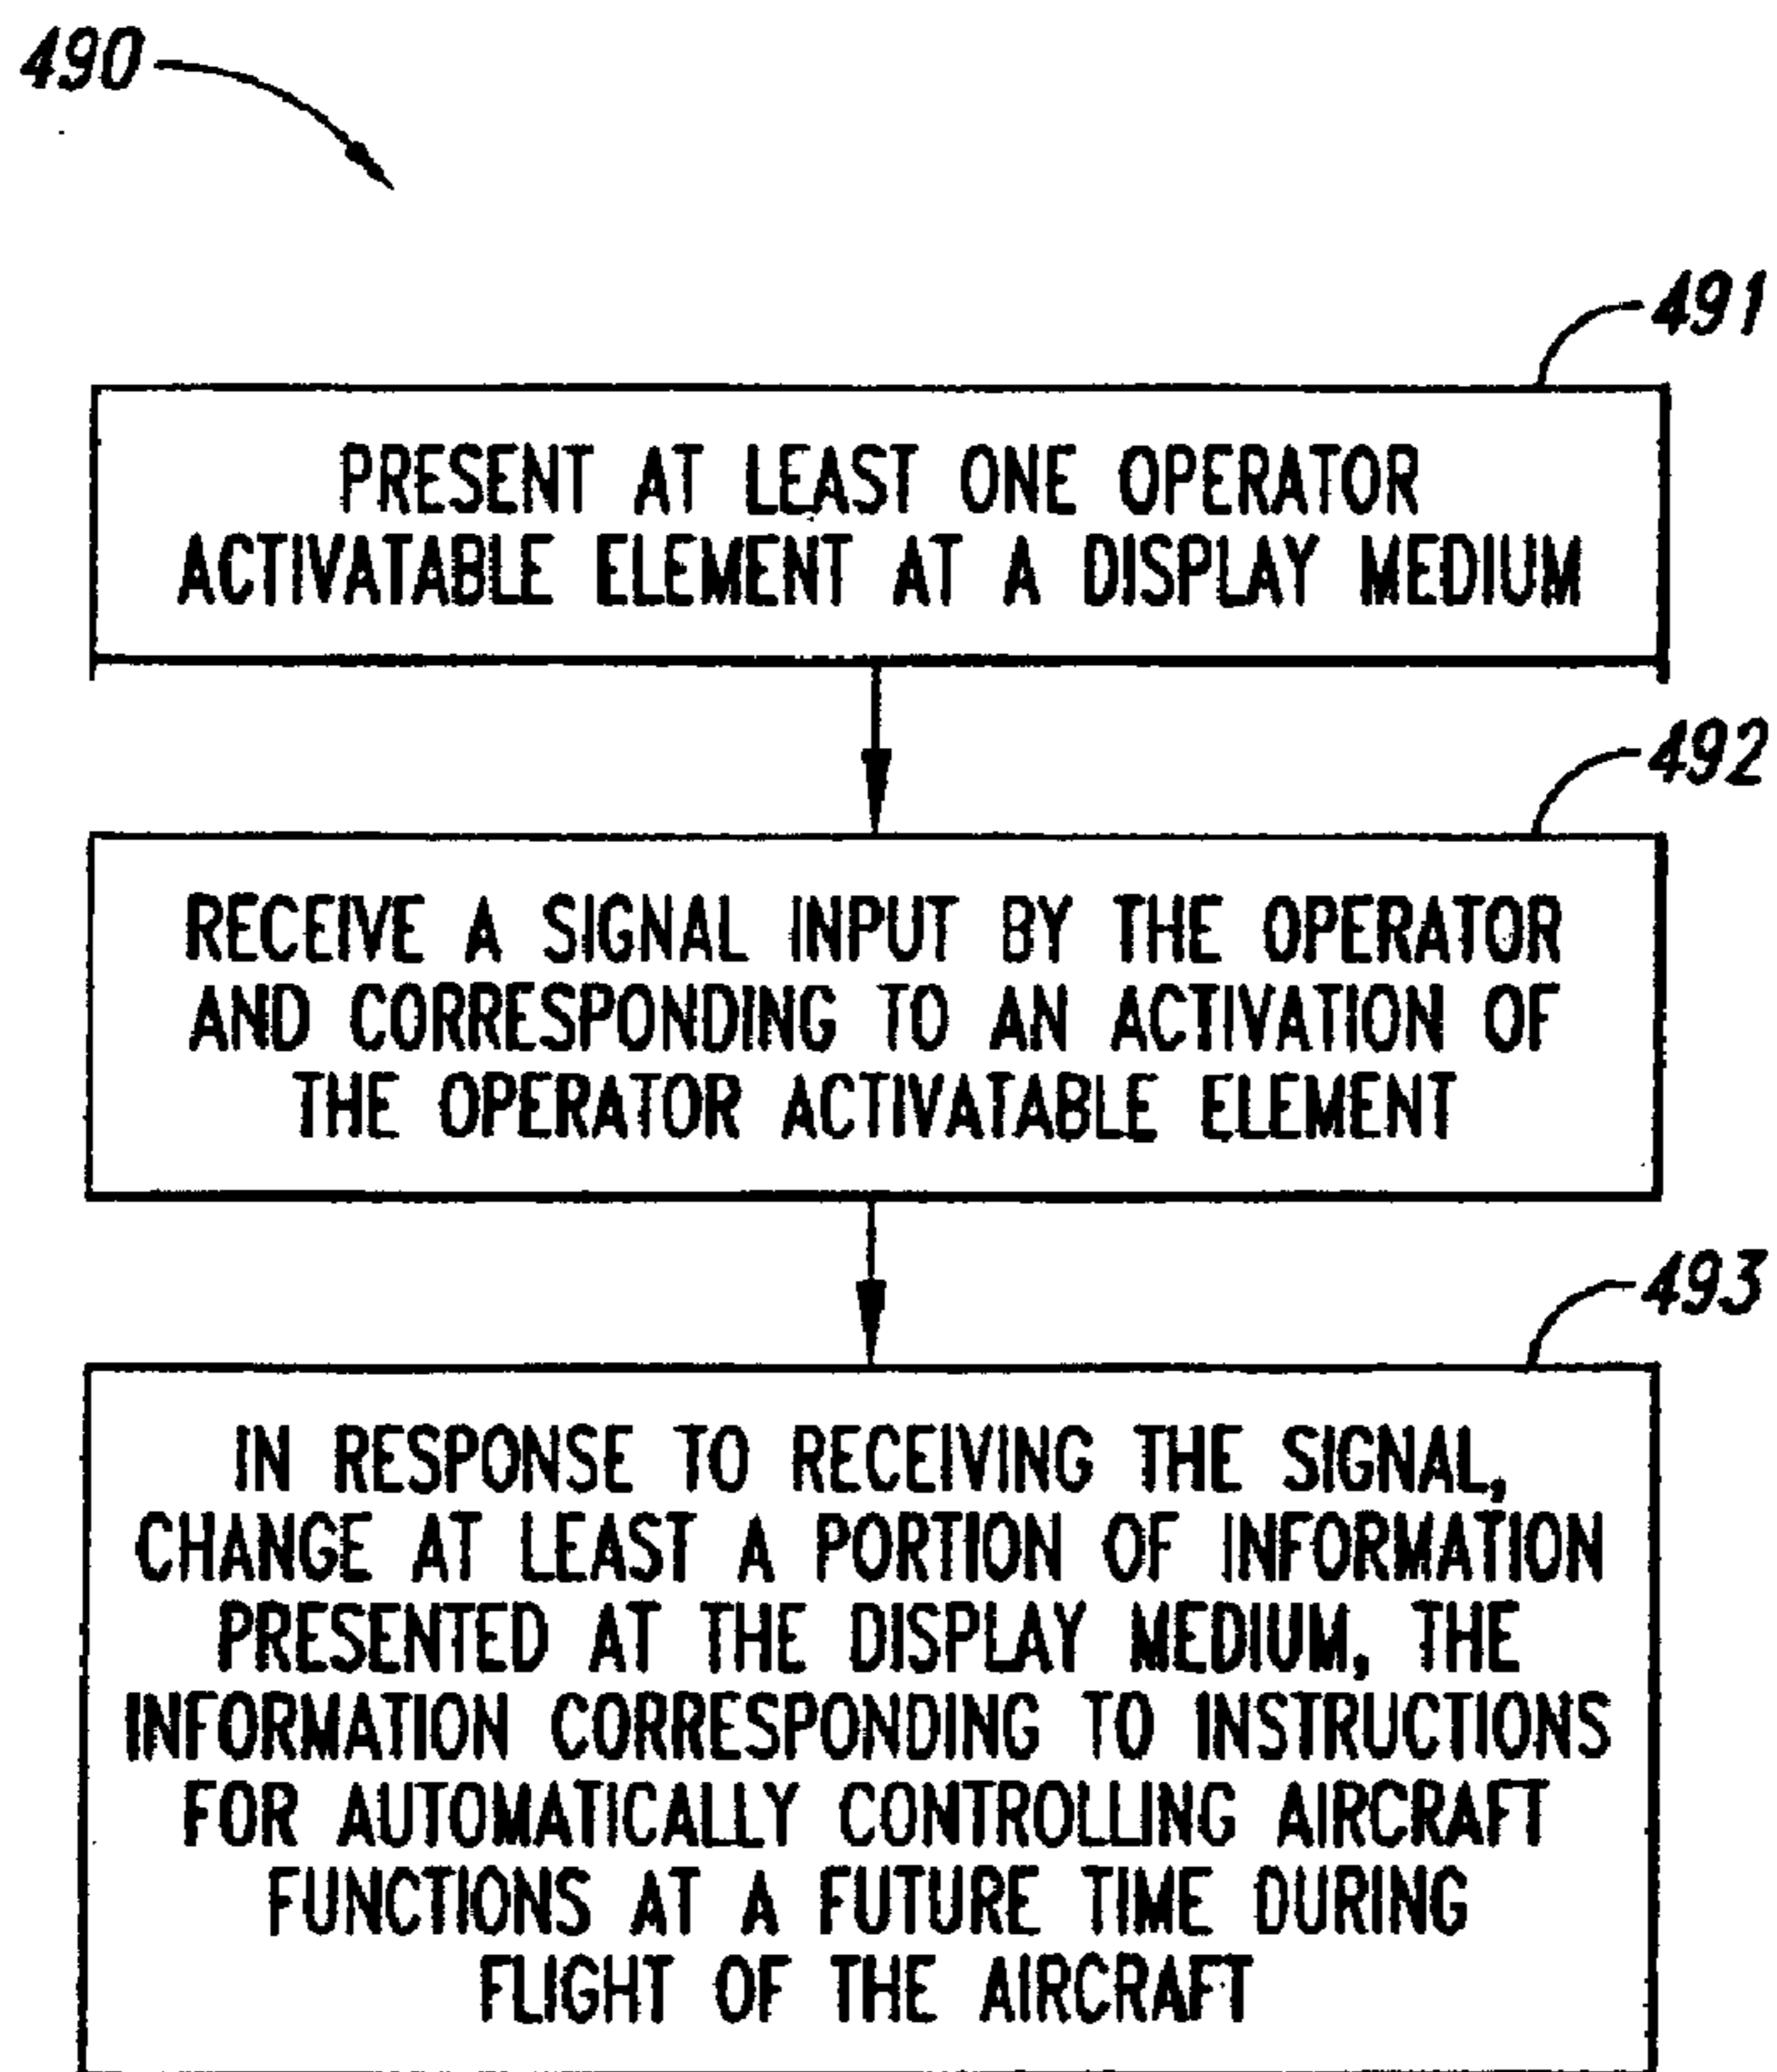 490
491
PRESENT AT LEAST ONE OPERATOR
ACTIVATABLE ELEMENT AT A DISPLAY MEDIUM
492
RECEIVE A SIGNAL INPUT BY THE OPERATOR
AND CORRESPONDING TO AN ACTIVATION OF
THE OPERATOR ACTIVATABLE ELEMENT
493
IN RESPONSE TO RECEIVING THE SIGNAL,
CHANGE AT LEAST A PORTION OF INFORMATION
PRESENTED AT THE DISPLAY MEDIUM, THE
INFORMATION CORRESPONDING TO INSTRUCTIONS
FOR AUTOMATICALLY CONTROLLING AIRCRAFT
FUNCTIONS AT A FUTURE TIME DURING
FLIGHT OF THE AIRCRAFT